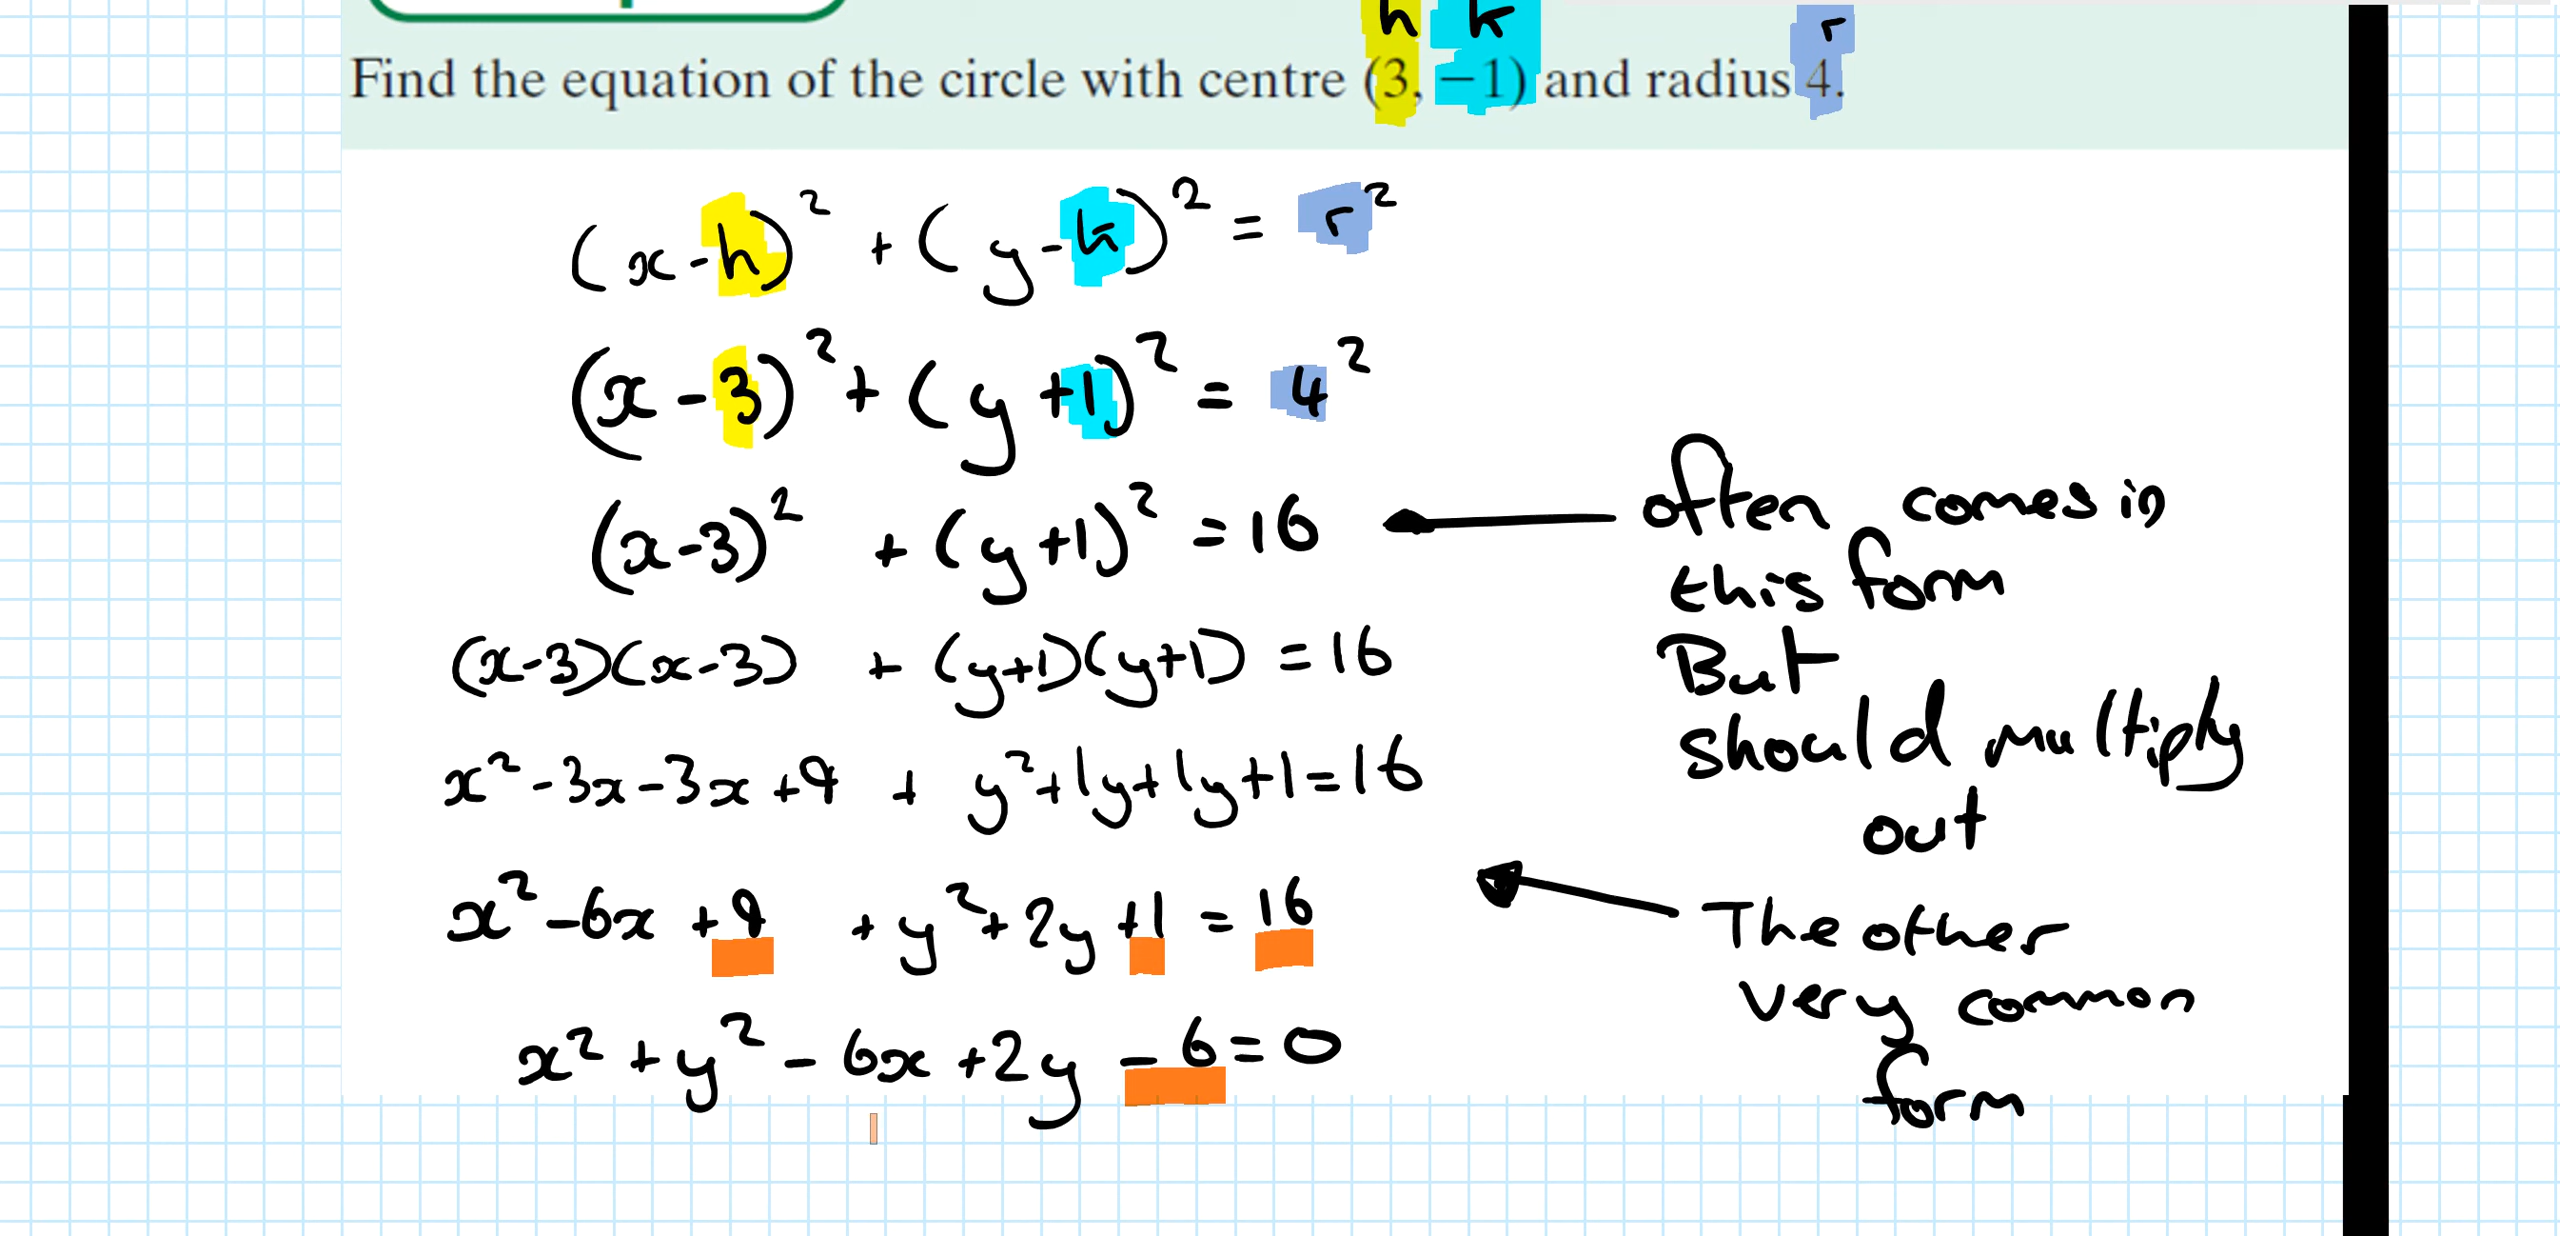 h k r
Find the equation of the circle with centre (3, −1) and radius 4.
(x-h)² + (y-k)² = r²
(x-3)² + (y+1)² = 4²
(x-3)² + (y+1)² = 16
often comes in
this form
(x-3)(x-3) + (y+1)(y+1) = 16
But
should multiply
out
x²-3x-3x+9 + y²+1y+1y+1=16
x²-6x+9 +y²+2y+1 = 16
The other
very common
form
x²+y²-6x+2y-6=0